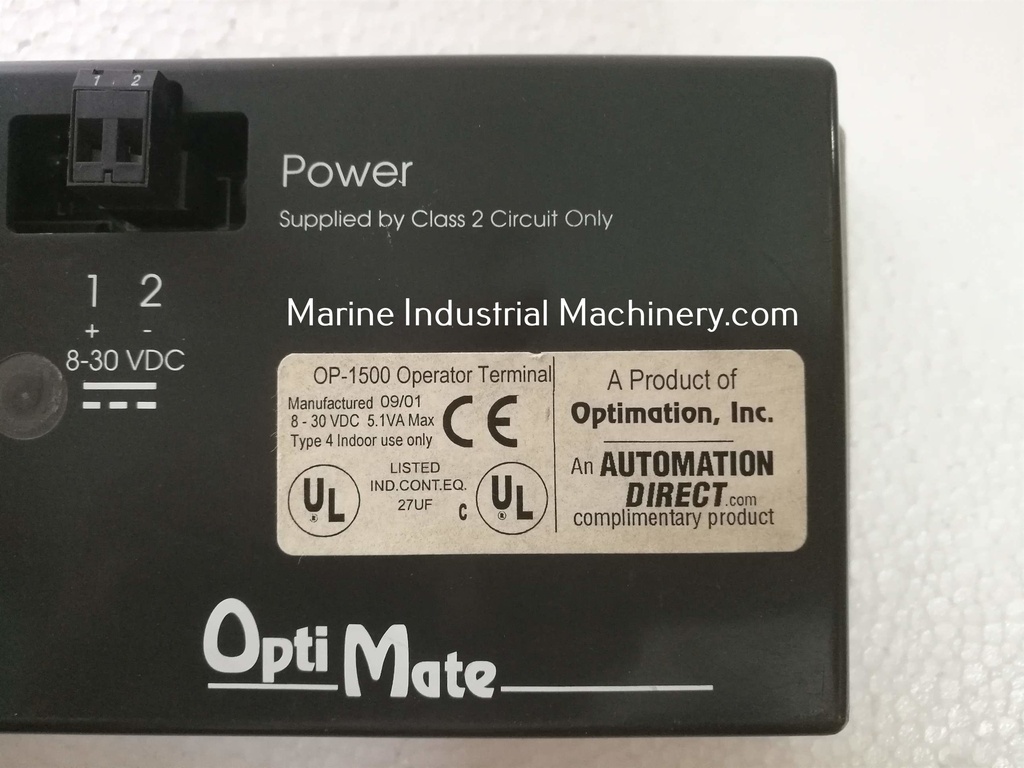 1 2
Power
Supplied by Class 2 Circuit Only
1 2
+ -
8-30 VDC
Marine Industrial Machinery.com
OP-1500 Operator Terminal
Manufactured 09/01
8 - 30 VDC 5.1VA Max
Type 4 Indoor use only
CE
UL
®
LISTED
IND.CONT.EQ.
27UF
C
UL
®
A Product of
Optimation, Inc.
An AUTOMATION
DIRECT.com
complimentary product
Opti Mate